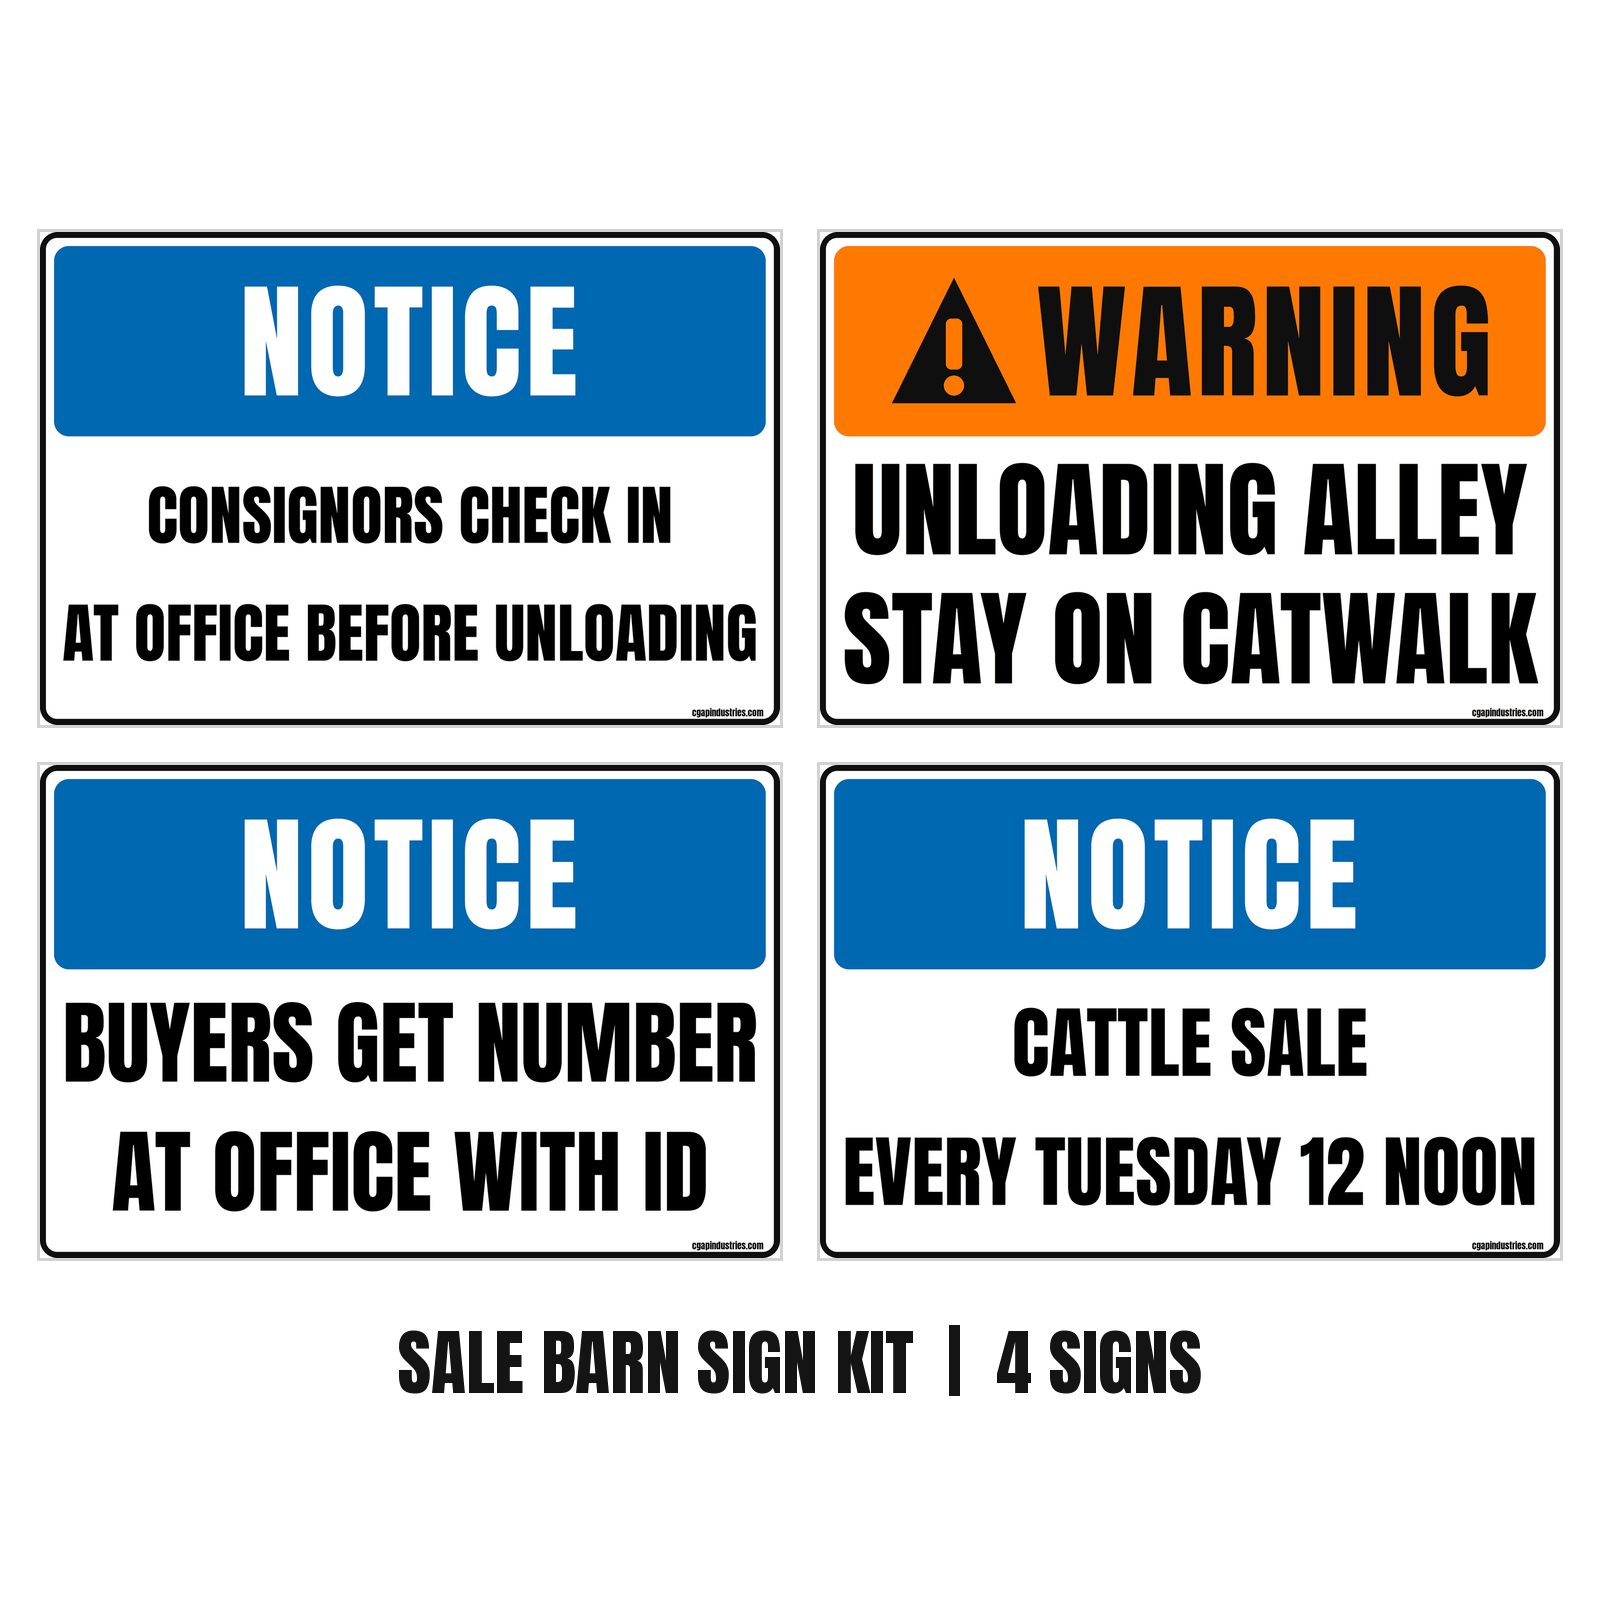 NOTICE
CONSIGNORS CHECK IN
AT OFFICE BEFORE UNLOADING
cgapindustries.com
WARNING
UNLOADING ALLEY
STAY ON CATWALK
cgapindustries.com
NOTICE
BUYERS GET NUMBER
AT OFFICE WITH ID
cgapindustries.com
NOTICE
CATTLE SALE
EVERY TUESDAY 12 NOON
cgapindustries.com
SALE BARN SIGN KIT | 4 SIGNS